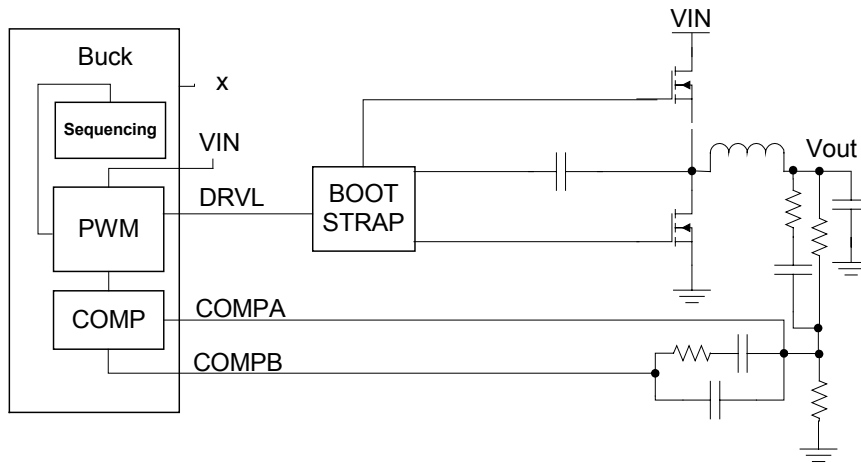 VIN
Buck
x
Sequencing
VIN
Vout
DRVL
BOOT
STRAP
PWM
COMP
COMPA
COMPB